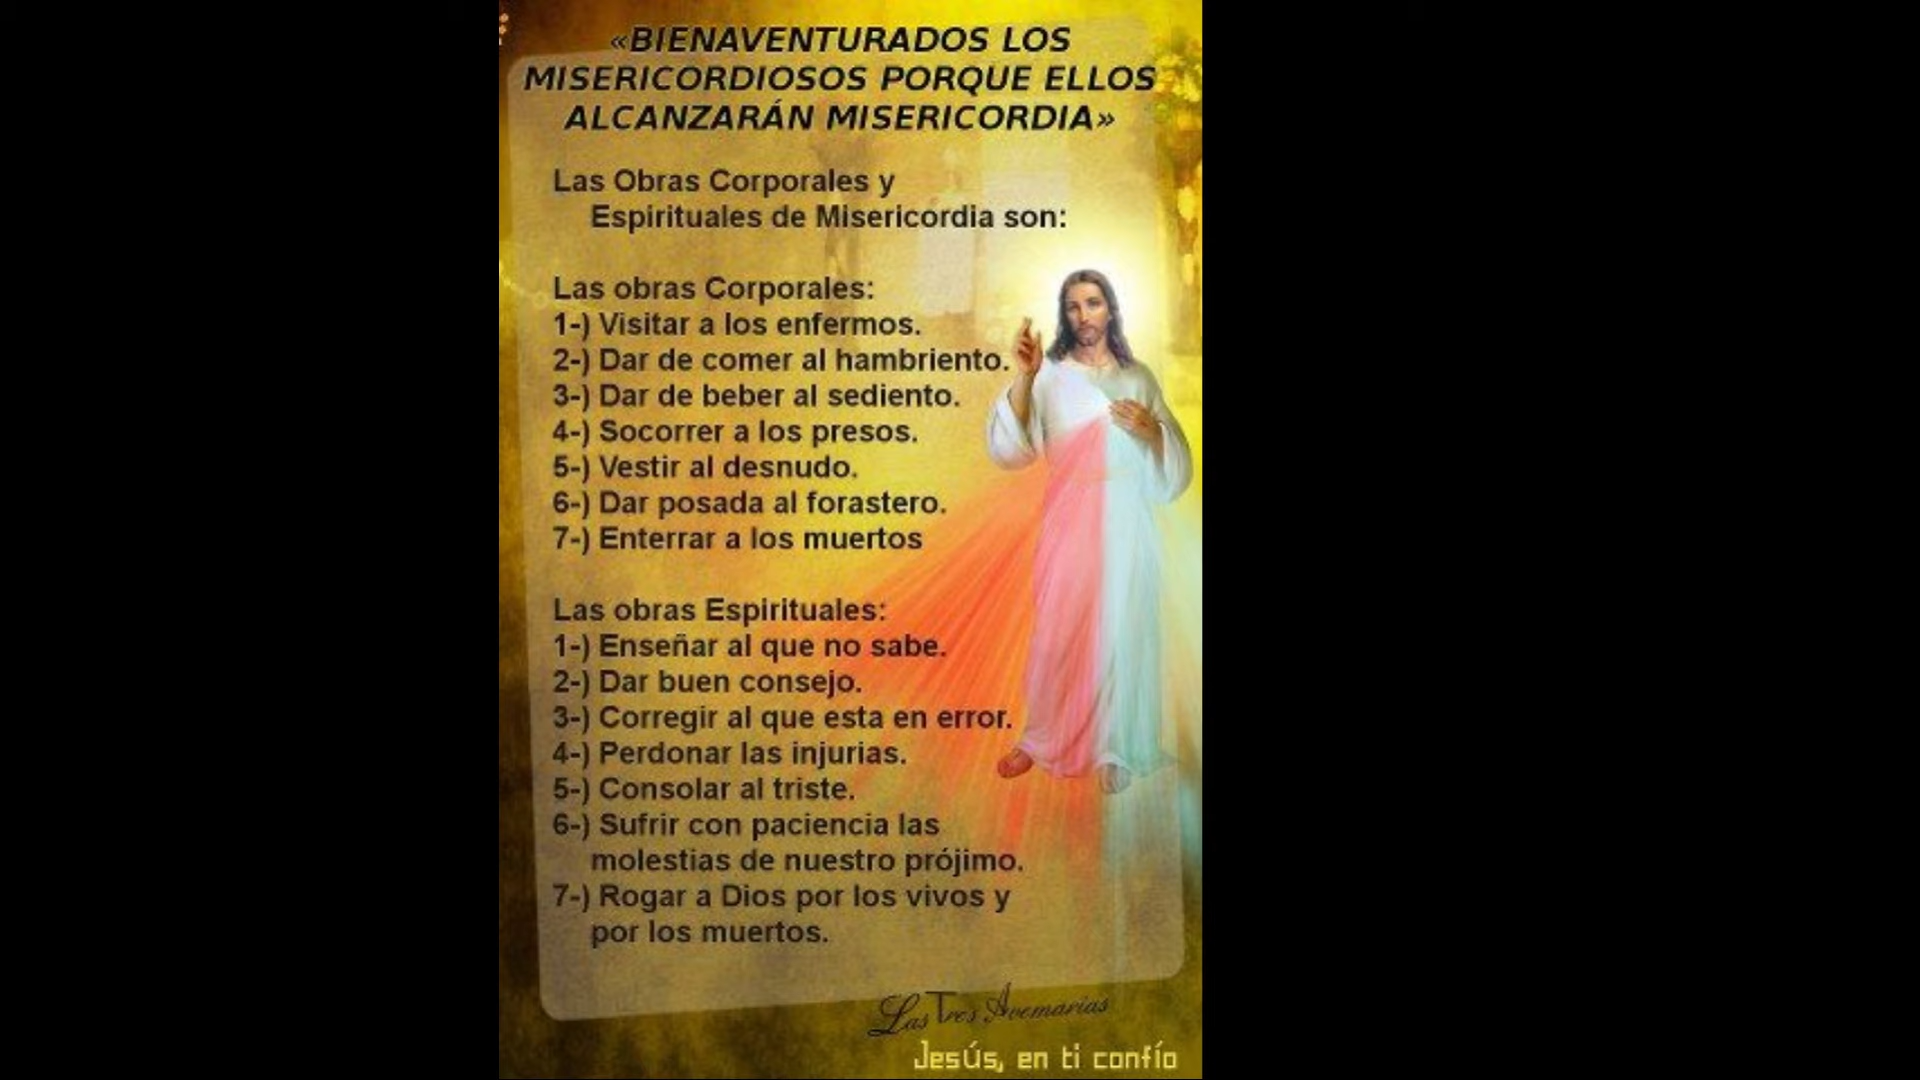 «BIENAVENTURADOS LOS
MISERICORDIOSOS PORQUE ELLOS
ALCANZARÁN MISERICORDIA»
Las Obras Corporales y
Espirituales de Misericordia son:
Las obras Corporales:
1-) Visitar a los enfermos.
2-) Dar de comer al hambriento.
3-) Dar de beber al sediento.
4-) Socorrer a los presos.
5-) Vestir al desnudo.
6-) Dar posada al forastero.
7-) Enterrar a los muertos
Las obras Espirituales:
1-) Enseñar al que no sabe.
2-) Dar buen consejo.
3-) Corregir al que esta en error.
4-) Perdonar las injurias.
5-) Consolar al triste.
6-) Sufrir con paciencia las
molestias de nuestro prójimo.
7-) Rogar a Dios por los vivos y
por los muertos.
Las Tres Avemarías
Jesús, en ti confío